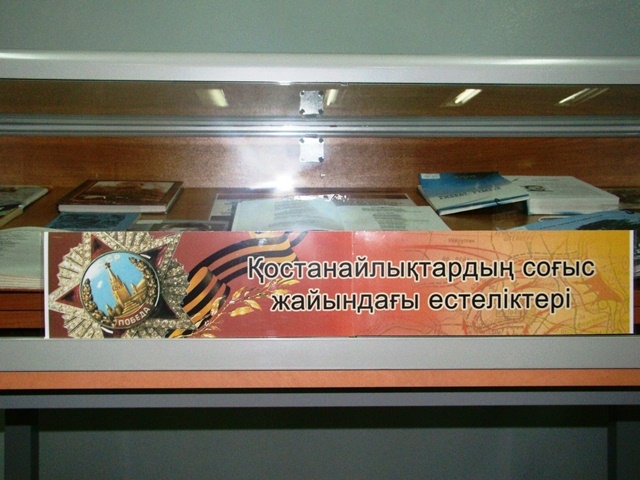 Қостанайлықтардың соғыс
жайындағы естеліктері
ПОБЕДА